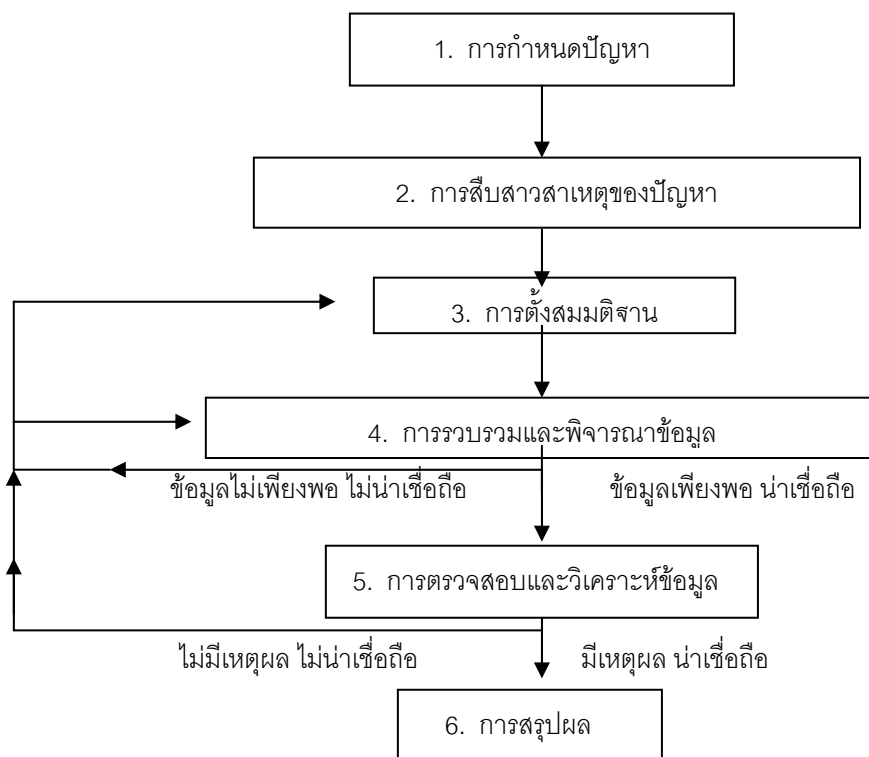 1. การกำหนดปัญหา
2. การสืบสาวสาเหตุของปัญหา
3. การตั้งสมมติฐาน
4. การรวบรวมและพิจารณาข้อมูล
ข้อมูลไม่เพียงพอ ไม่น่าเชื่อถือ ข้อมูลเพียงพอ น่าเชื่อถือ
5. การตรวจสอบและวิเคราะห์ข้อมูล
ไม่มีเหตุผล ไม่น่าเชื่อถือ มีเหตุผล น่าเชื่อถือ
6. การสรุปผล